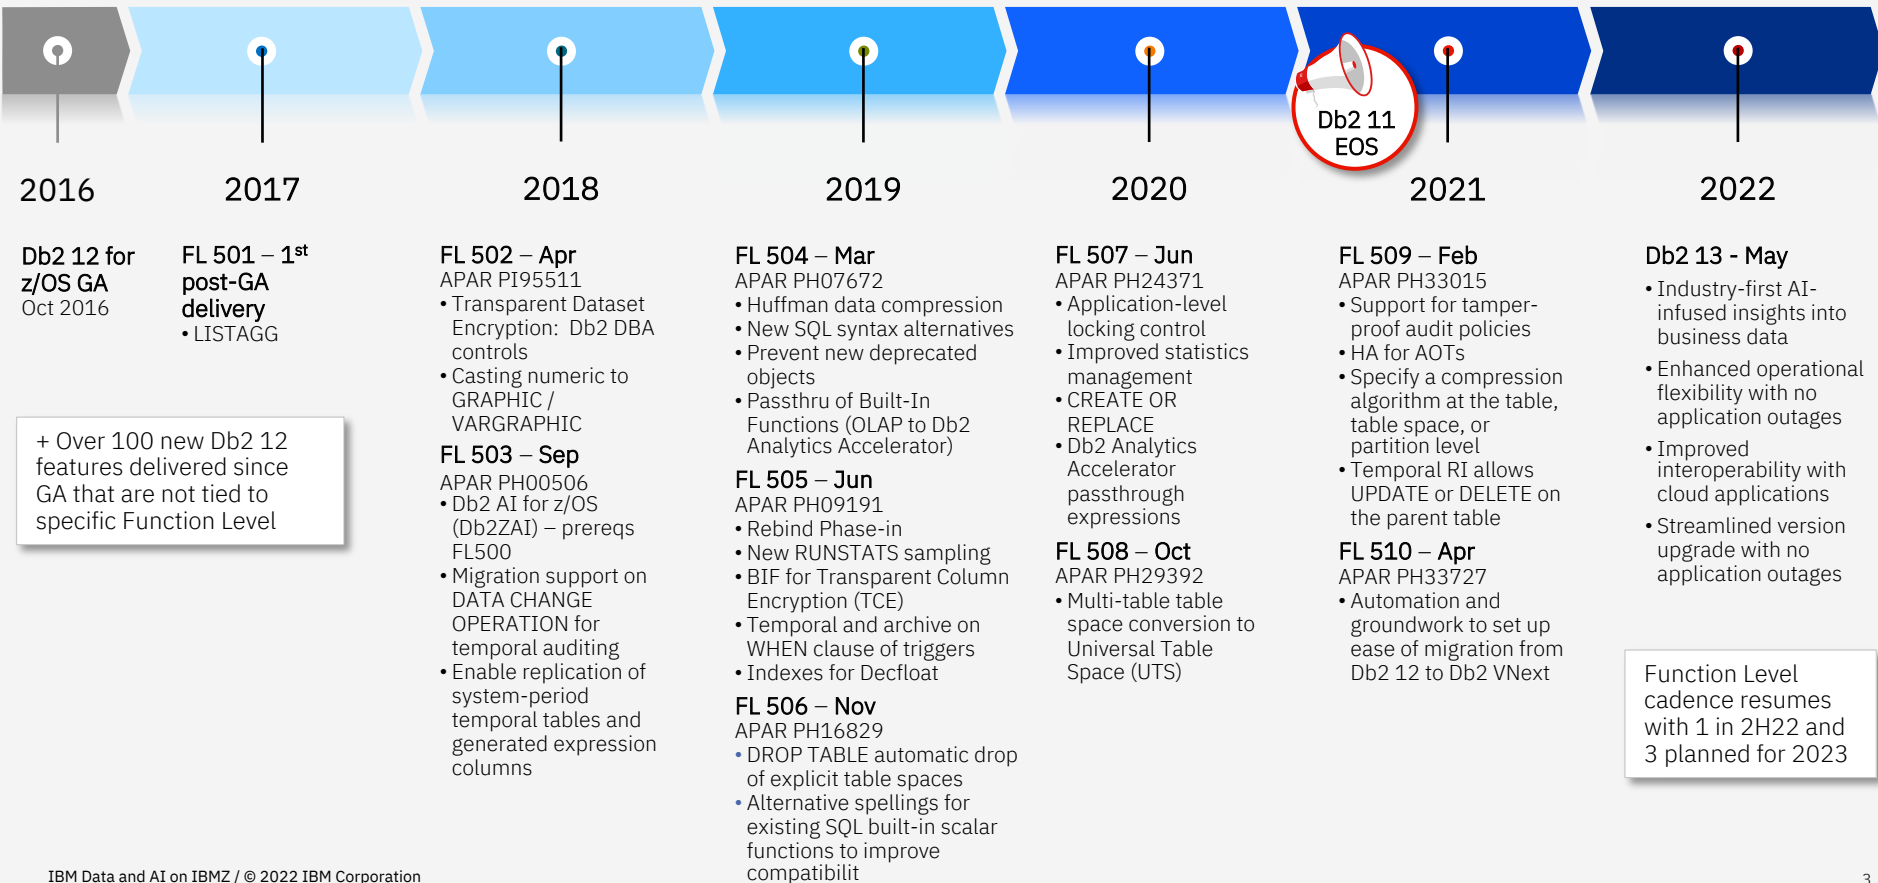 Db2 11
EOS
2016
2017
2018
2019
2020
2021
2022
Db2 12 for
z/OS GA
Oct 2016
+ Over 100 new Db2 12
features delivered since
GA that are not tied to
specific Function Level
FL 501 – 1st
post-GA
delivery
• LISTAGG
FL 502 – Apr
APAR PI95511
• Transparent Dataset
Encryption: Db2 DBA
controls
• Casting numeric to
GRAPHIC /
VARGRAPHIC
FL 503 – Sep
APAR PH00506
• Db2 AI for z/OS
(Db2ZAI) – prereqs
FL500
• Migration support on
DATA CHANGE
OPERATION for
temporal auditing
• Enable replication of
system-period
temporal tables and
generated expression
columns
FL 504 – Mar
APAR PH07672
• Huffman data compression
• New SQL syntax alternatives
• Prevent new deprecated
objects
• Passthru of Built-In
Functions (OLAP to Db2
Analytics Accelerator)
FL 505 – Jun
APAR PH09191
• Rebind Phase-in
• New RUNSTATS sampling
• BIF for Transparent Column
Encryption (TCE)
• Temporal and archive on
WHEN clause of triggers
• Indexes for Decfloat
FL 506 – Nov
APAR PH16829
• DROP TABLE automatic drop
of explicit table spaces
• Alternative spellings for
existing SQL built-in scalar
functions to improve
compatibilit
FL 507 – Jun
APAR PH24371
• Application-level
locking control
• Improved statistics
management
• CREATE OR
REPLACE
• Db2 Analytics
Accelerator
passthrough
expressions
FL 508 – Oct
APAR PH29392
• Multi-table table
space conversion to
Universal Table
Space (UTS)
FL 509 – Feb
APAR PH33015
• Support for tamper-
proof audit policies
• HA for AOTs
• Specify a compression
algorithm at the table,
table space, or
partition level
• Temporal RI allows
UPDATE or DELETE on
the parent table
FL 510 – Apr
APAR PH33727
• Automation and
groundwork to set up
ease of migration from
Db2 12 to Db2 VNext
Db2 13 - May
• Industry-first AI-
infused insights into
business data
• Enhanced operational
flexibility with no
application outages
• Improved
interoperability with
cloud applications
• Streamlined version
upgrade with no
application outages
Function Level
cadence resumes
with 1 in 2H22 and
3 planned for 2023
IBM Data and AI on IBMZ / © 2022 IBM Corporation
3